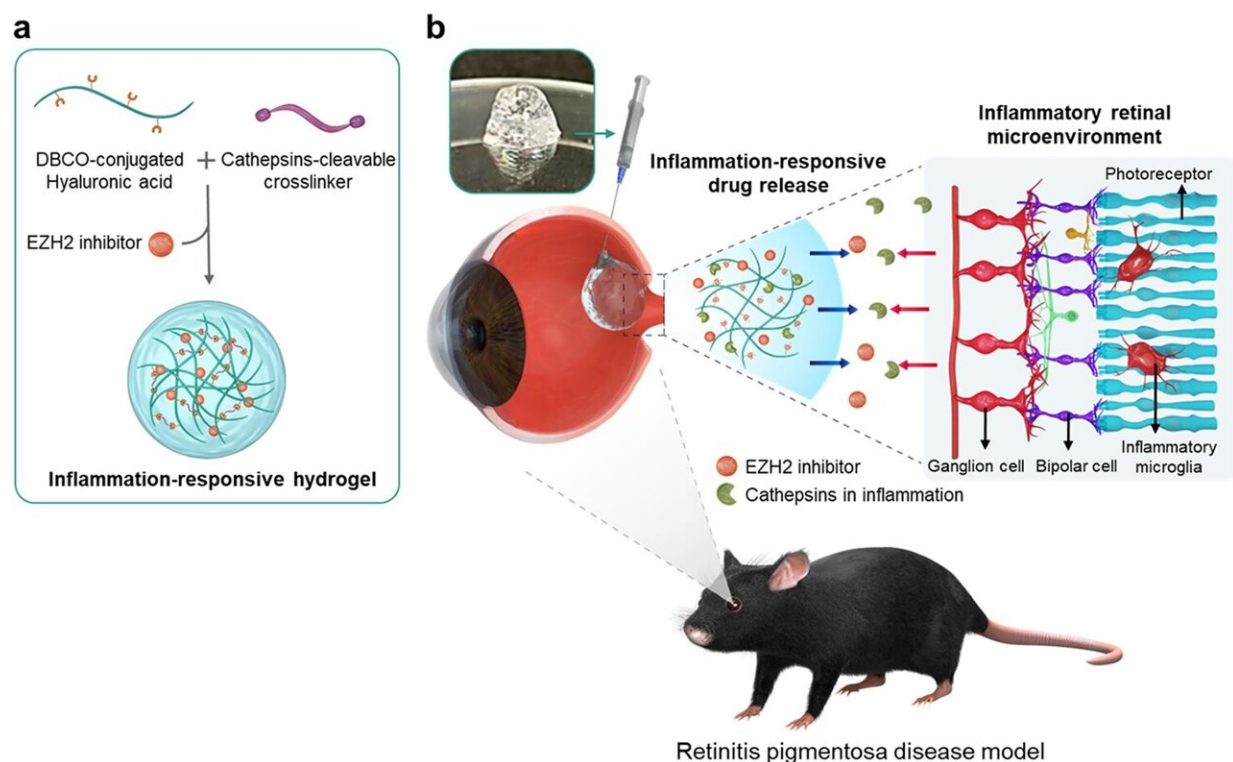 a
DBCO-conjugated
Hyaluronic acid
+
Cathepsins-cleavable
crosslinker
EZH2 inhibitor
Inflammation-responsive hydrogel
b
Inflammation-responsive
drug release
Inflammatory retinal
microenvironment
Photoreceptor
Ganglion cell
Bipolar cell
Inflammatory
microglia
EZH2 inhibitor
Cathepsins in inflammation
Retinitis pigmentosa disease model